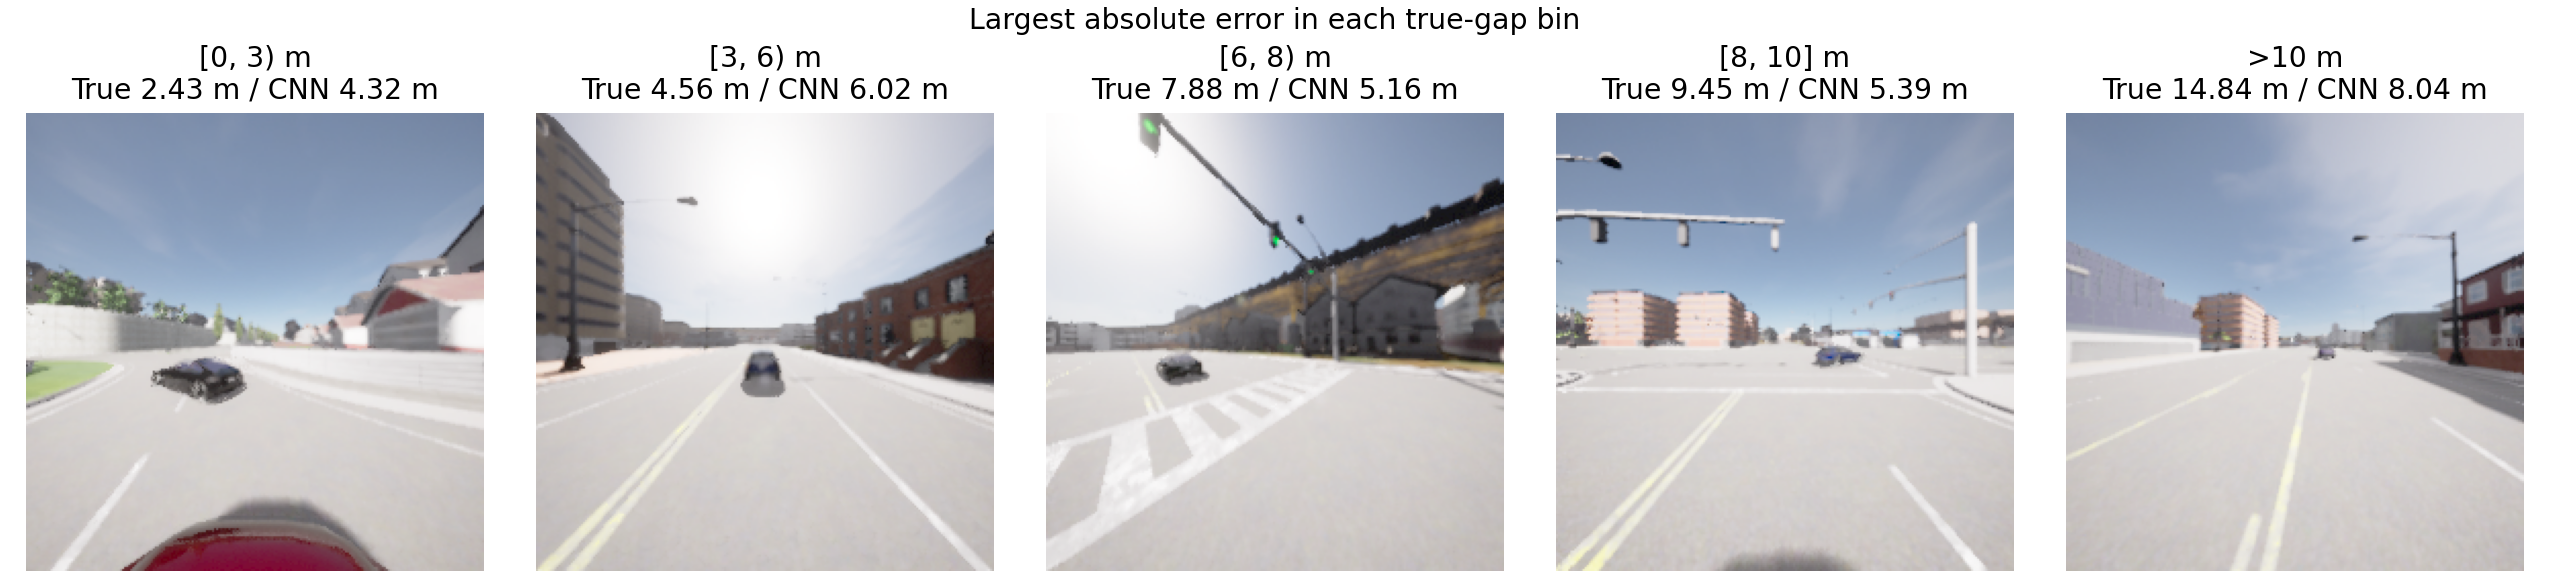 Largest absolute error in each true-gap bin
[0, 3) m
True 2.43 m / CNN 4.32 m
[3, 6) m
True 4.56 m / CNN 6.02 m
[6, 8) m
True 7.88 m / CNN 5.16 m
[8, 10] m
True 9.45 m / CNN 5.39 m
>10 m
True 14.84 m / CNN 8.04 m